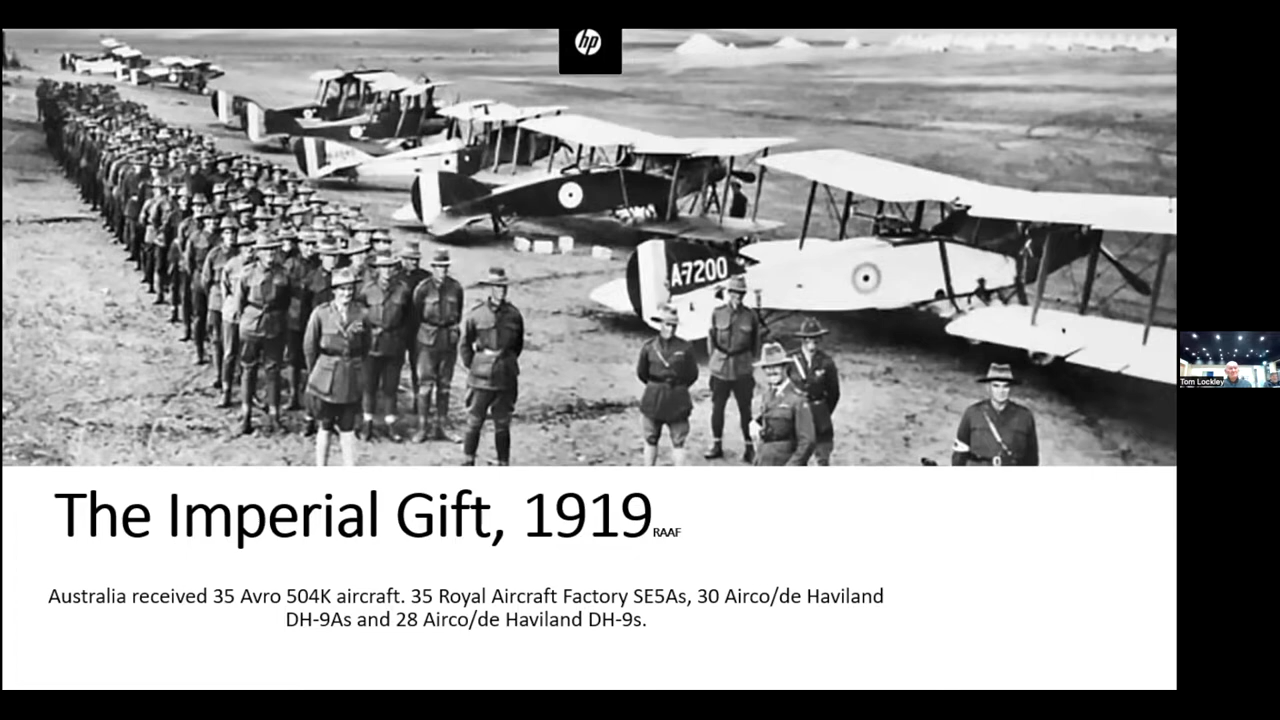 hp
A7200
Tom Lockley
The Imperial Gift, 1919 RAAF
Australia received 35 Avro 504K aircraft. 35 Royal Aircraft Factory SE5As, 30 Airco/de Haviland
DH-9As and 28 Airco/de Haviland DH-9s.